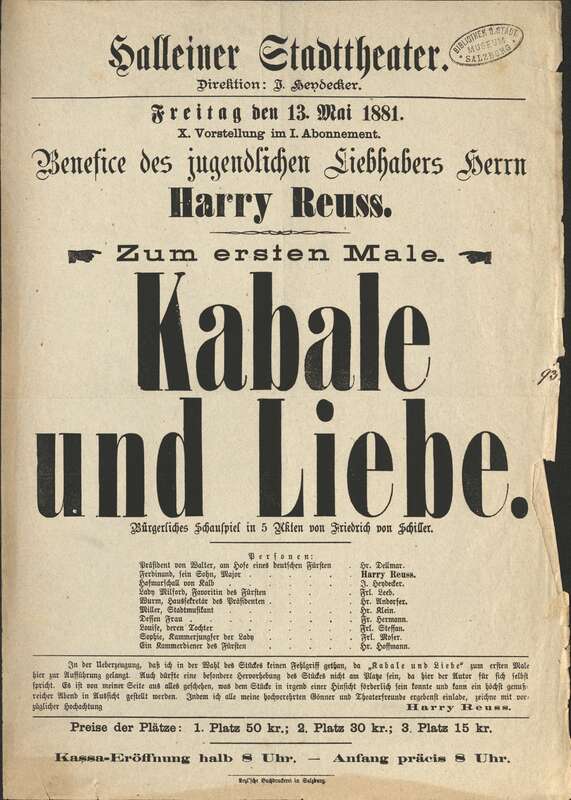 Halleiner Stadttheater.
BIBLIOTHEK D. STADT
MUSEUM
SALZBURG
Direktion: J. Heydecker.
Freitag den 13. Mai 1881.
X. Vorstellung im I. Abonnement.
Benefice des jugendlichen Liebhabers Herrn
Harry Reuss.
Zum ersten Male.
Kabale
93
und Liebe.
Bürgerliches Schauspiel in 5 Akten von Friedrich von Schiller.
Personen:
Präsident von Walter, am Hofe eines deutschen Fürsten . Hr. Dellmar.
Ferdinand, sein Sohn, Major . . . . . Harry Reuss.
Hofmarschall von Kalb . . . . . . J. Heydecker.
Lady Milford, Favoritin des Fürsten . . . . Frl. Leeb.
Wurm, Haussekretär des Präsidenten . . . . Hr. Andorfer.
Miller, Stadtmusikant . . . . . . Hr. Klein.
Dessen Frau . . . . . . . Fr. Hermann.
Louise, deren Tochter . . . . . . Frl. Steffan.
Sophie, Kammerjungfer der Lady . . . . Frl. Moser.
Ein Kammerdiener des Fürsten . . . . . Hr. Hoffmann.
In der Ueberzeugung, daß ich in der Wahl des Stückes keinen Fehlgriff gethan, da „Kabale und Liebe" zum ersten Male
hier zur Aufführung gelangt. Auch dürfte eine besondere Hervorhebung des Stückes nicht am Platze sein, da hier der Autor für sich selbst
spricht. Es ist von meiner Seite aus alles geschehen, was dem Stücke in irgend einer Hinsicht förderlich sein konnte und kann ein höchst genuß-
reicher Abend in Aussicht gestellt werden. Indem ich alle meine hochverehrten Gönner und Theaterfreunde ergebenst einlade, zeichne mit vor-
züglicher Hochachtung Harry Reuss.
Preise der Plätze: 1. Platz 50 kr.; 2. Platz 30 kr.; 3. Platz 15 kr.
Kassa-Eröffnung halb 8 Uhr. — Anfang präcis 8 Uhr.
Buchdruckerei in Salzburg.